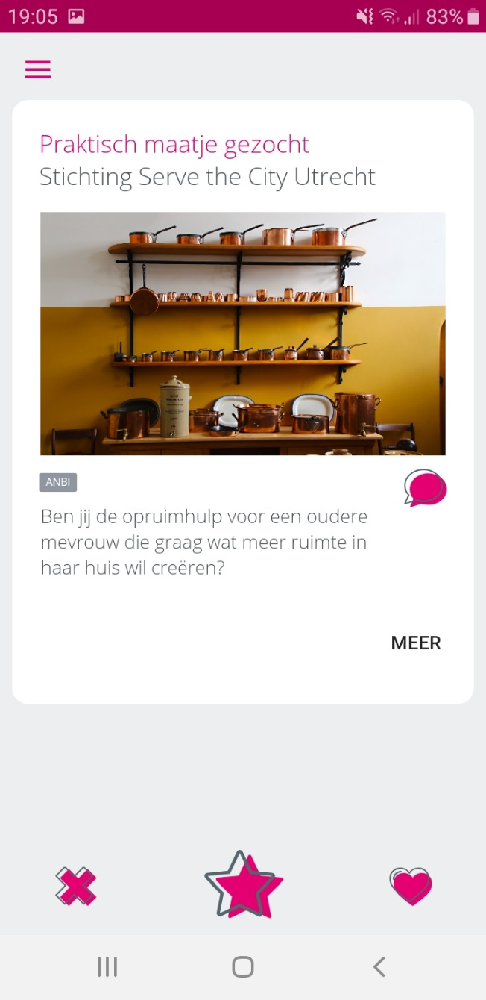 19:05
83%
Praktisch maatje gezocht
Stichting Serve the City Utrecht
ANBI
Ben jij de opruimhulp voor een oudere
mevrouw die graag wat meer ruimte in
haar huis wil creëren?
MEER